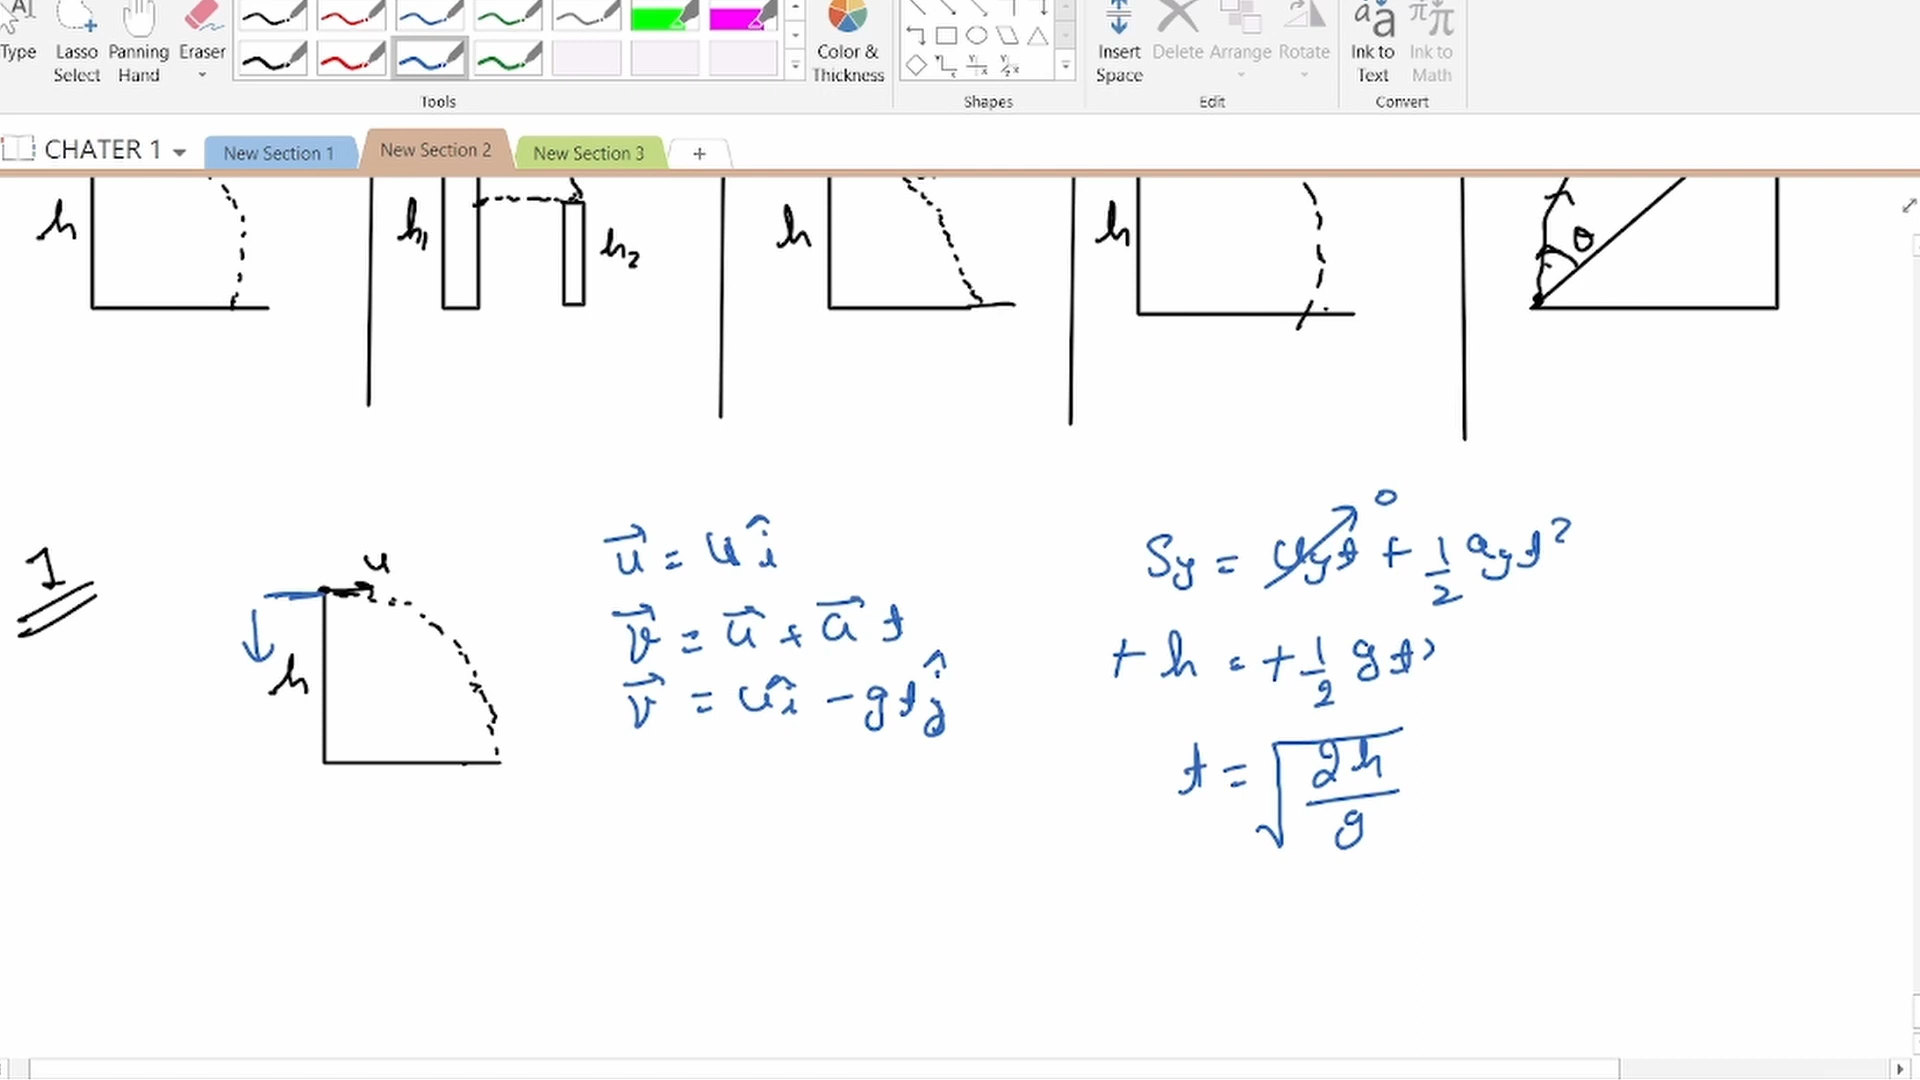 Type
Lasso Select
Panning Hand
Eraser
Color & Thickness
Insert Space
Delete
Arrange
Rotate
Ink to Text
Ink to Math
Tools
Shapes
Edit
Convert
CHATER 1
New Section 1
New Section 2
New Section 3
+
h
h₁
h₂
h
h
θ
1
u
h
u⃗ = u î
v⃗ = u⃗ + a⃗ t
v⃗ = u î - g t ĵ
Sy = uyt 0 + 1/2 ay t²
+ h = + 1/2 g t²
t = √(2h/g)